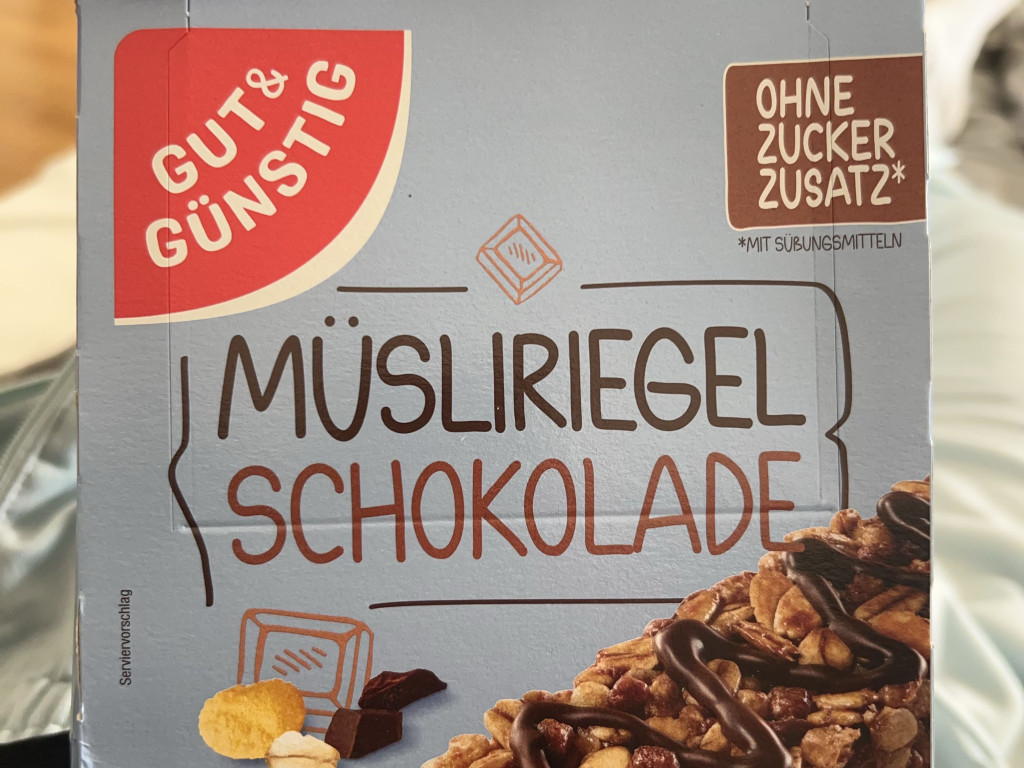 GUT&
GÜNSTIG
OHNE
ZUCKER
ZUSATZ*
*MIT SÜßUNGSMITTELN
MÜSLIRIEGEL
SCHOKOLADE
Serviervorschlag